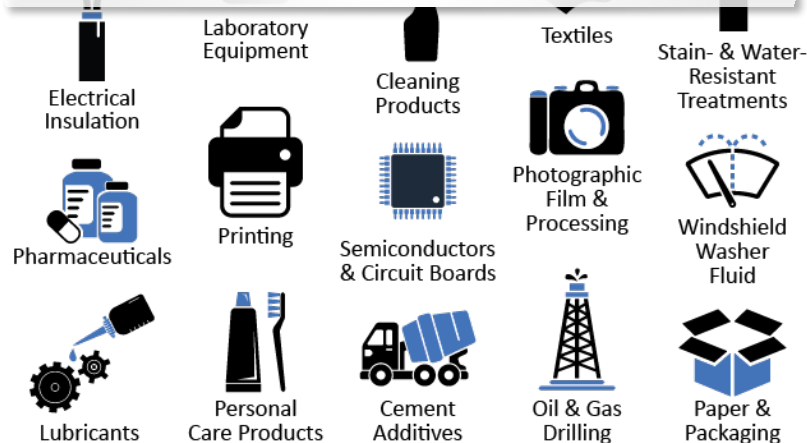 Laboratory
Equipment
Textiles
Stain- & Water-
Resistant
Treatments
Electrical
Insulation
Cleaning
Products
Photographic
Film &
Processing
Pharmaceuticals
Printing
Semiconductors
& Circuit Boards
Windshield
Washer
Fluid
Lubricants
Personal
Care Products
Cement
Additives
Oil & Gas
Drilling
Paper &
Packaging